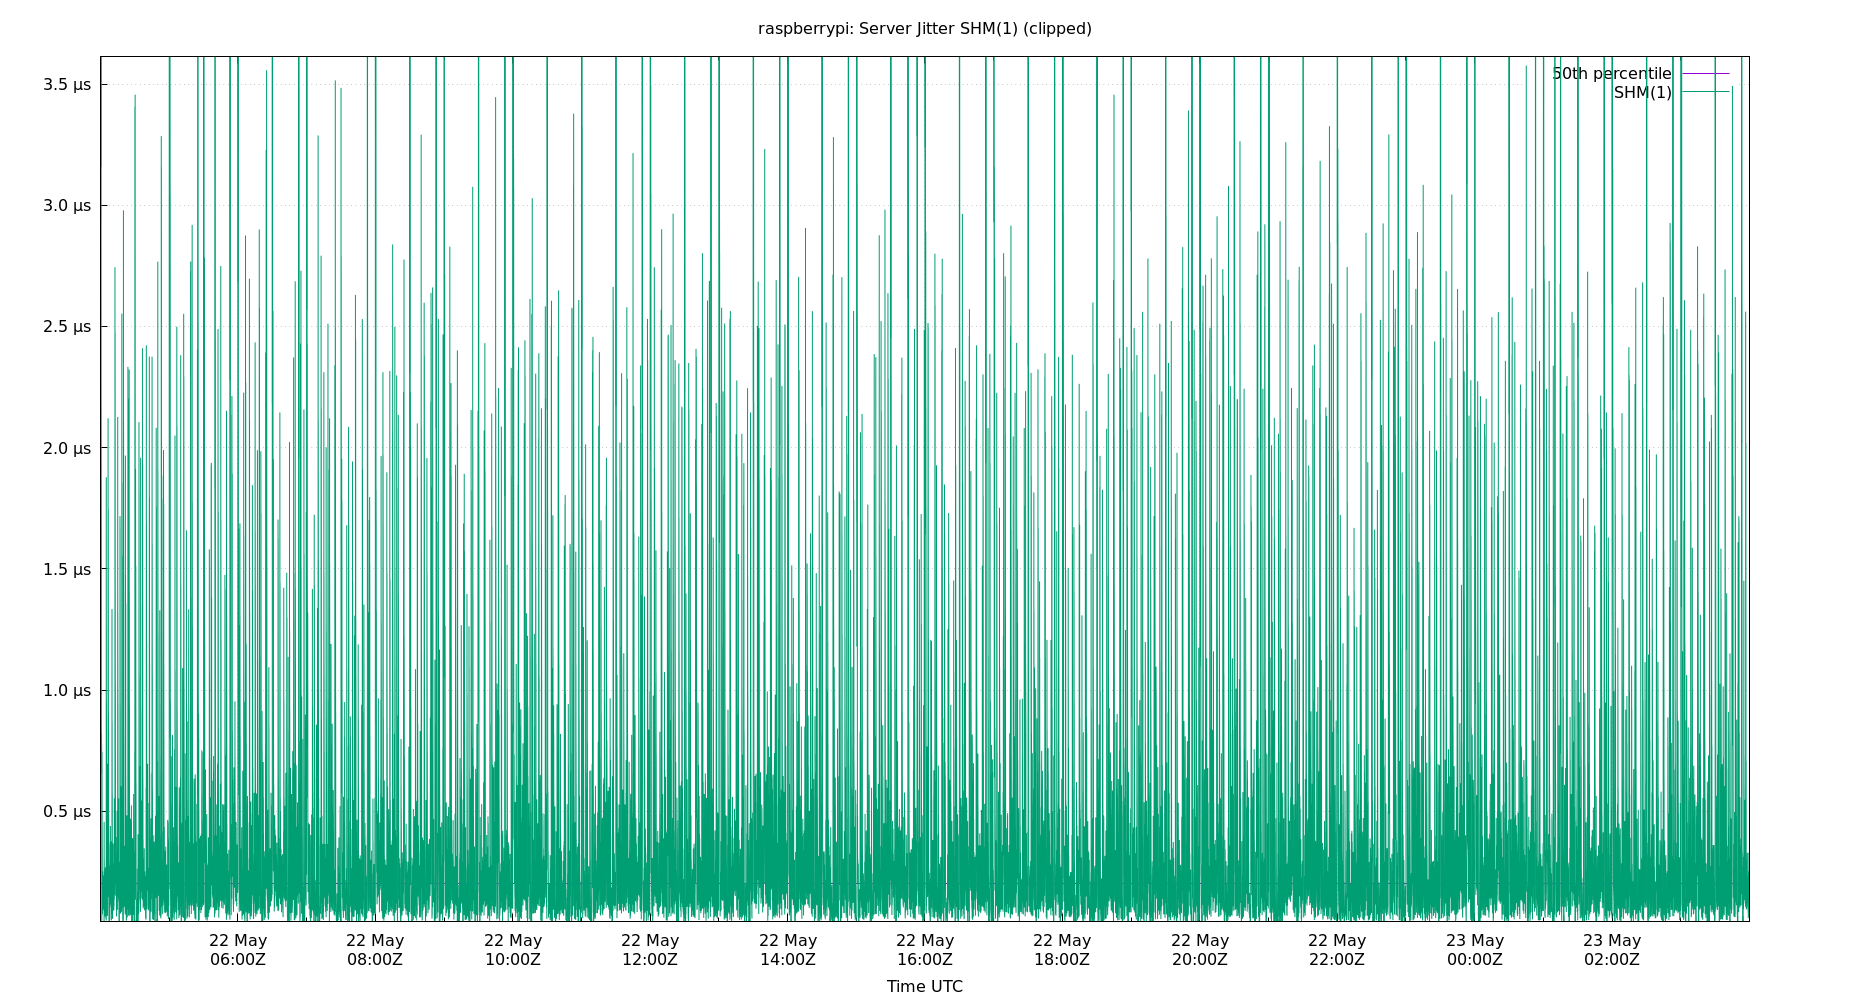 raspberrypi: Server Jitter SHM(1) (clipped)
50th percentile
SHM(1)
3.5 µs
3.0 µs
2.5 µs
2.0 µs
1.5 µs
1.0 µs
0.5 µs
22 May 22 May 22 May 22 May 22 May 22 May 22 May 22 May 22 May 23 May 23 May
06:00Z 08:00Z 10:00Z 12:00Z 14:00Z 16:00Z 18:00Z 20:00Z 22:00Z 00:00Z 02:00Z
Time UTC